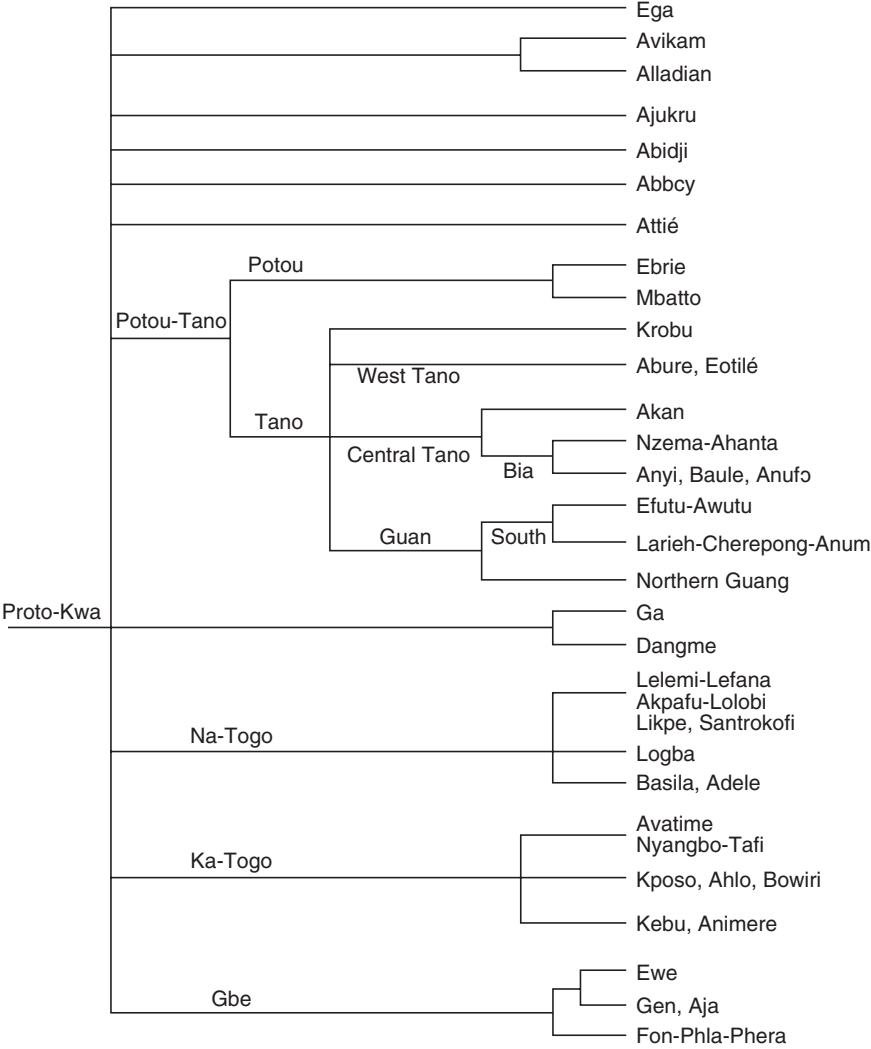 Ega
Avikam
Alladian
Ajukru
Abidji
Abbcy
Attié
Potou
Ebrie
Mbatto
Potou-Tano
Krobu
Abure, Eotilé
West Tano
Akan
Tano
Nzema-Ahanta
Central Tano
Bia
Anyi, Baule, Anufɔ
Efutu-Awutu
Guan
South
Larieh-Cherepong-Anum
Northern Guang
Proto-Kwa
Ga
Dangme
Lelemi-Lefana
Akpafu-Lolobi
Likpe, Santrokofi
Na-Togo
Logba
Basila, Adele
Avatime
Nyangbo-Tafi
Ka-Togo
Kposo, Ahlo, Bowiri
Kebu, Animere
Ewe
Gbe
Gen, Aja
Fon-Phla-Phera